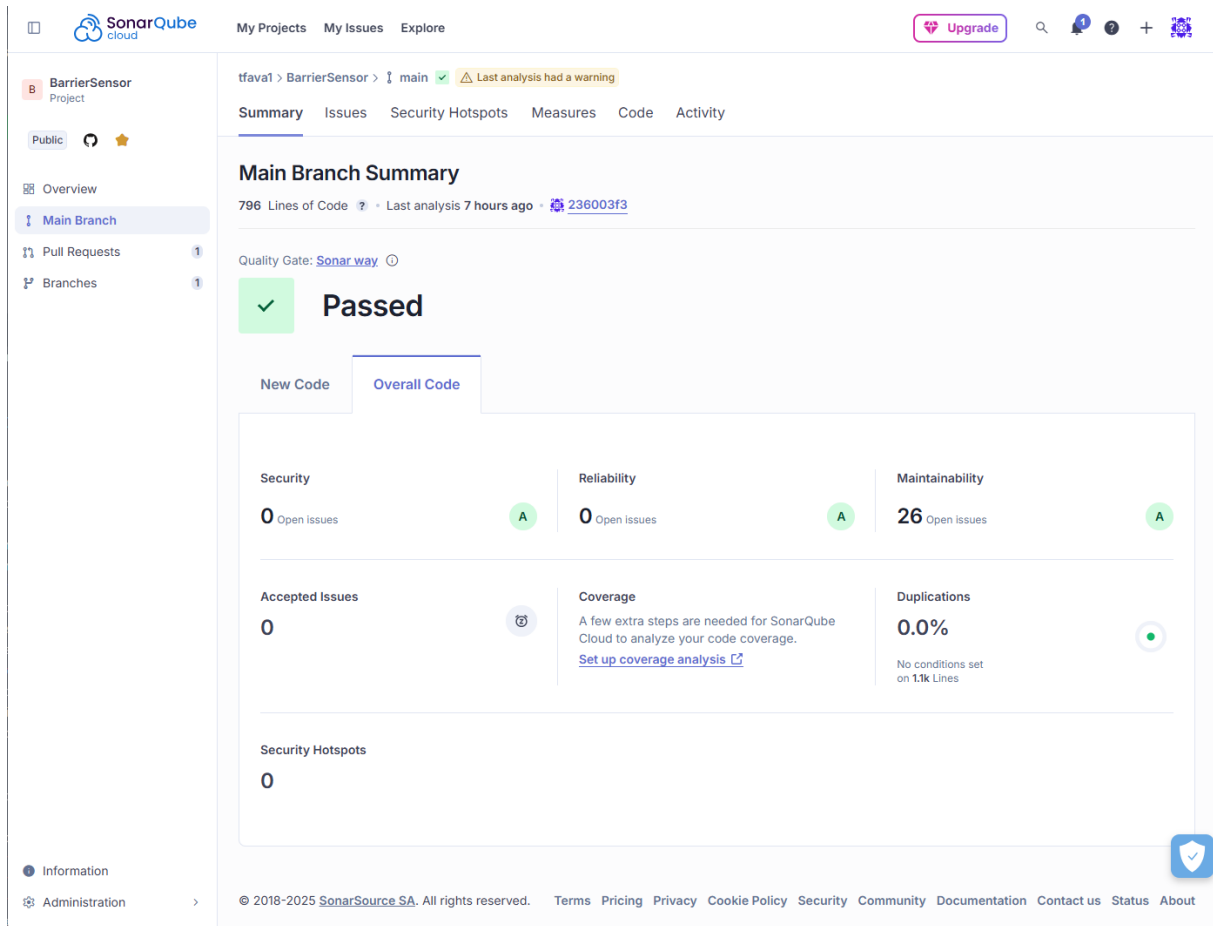 SonarQube cloud
My Projects My Issues Explore
Upgrade
1
B BarrierSensor
Project
Public
Overview
Main Branch
Pull Requests 1
Branches 1
Information
Administration
tfava1 > BarrierSensor > main Last analysis had a warning
Summary Issues Security Hotspots Measures Code Activity
Main Branch Summary
796 Lines of Code ? • Last analysis 7 hours ago • 236003f3
Quality Gate: Sonar way
Passed
New Code Overall Code
Security
0 Open issues A
Reliability
0 Open issues A
Maintainability
26 Open issues A
Accepted Issues
0
Coverage
A few extra steps are needed for SonarQube
Cloud to analyze your code coverage.
Set up coverage analysis
Duplications
0.0%
No conditions set
on 1.1k Lines
Security Hotspots
0
© 2018-2025 SonarSource SA. All rights reserved. Terms Pricing Privacy Cookie Policy Security Community Documentation Contact us Status About